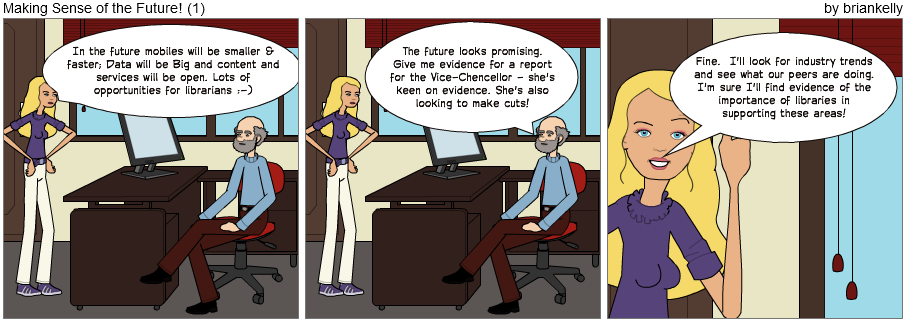 Making Sense of the Future! (1)
by briankelly
In the future mobiles will be smaller &
faster; Data will be Big and content and
services will be open. Lots of
opportunities for librarians :-)
The future looks promising.
Give me evidence for a report
for the Vice-Chencellor - she's
keen on evidence. She's also
looking to make cuts!
Fine. I'll look for industry trends
and see what our peers are doing.
I'm sure I'll find evidence of the
importance of libraries in
supporting these areas!